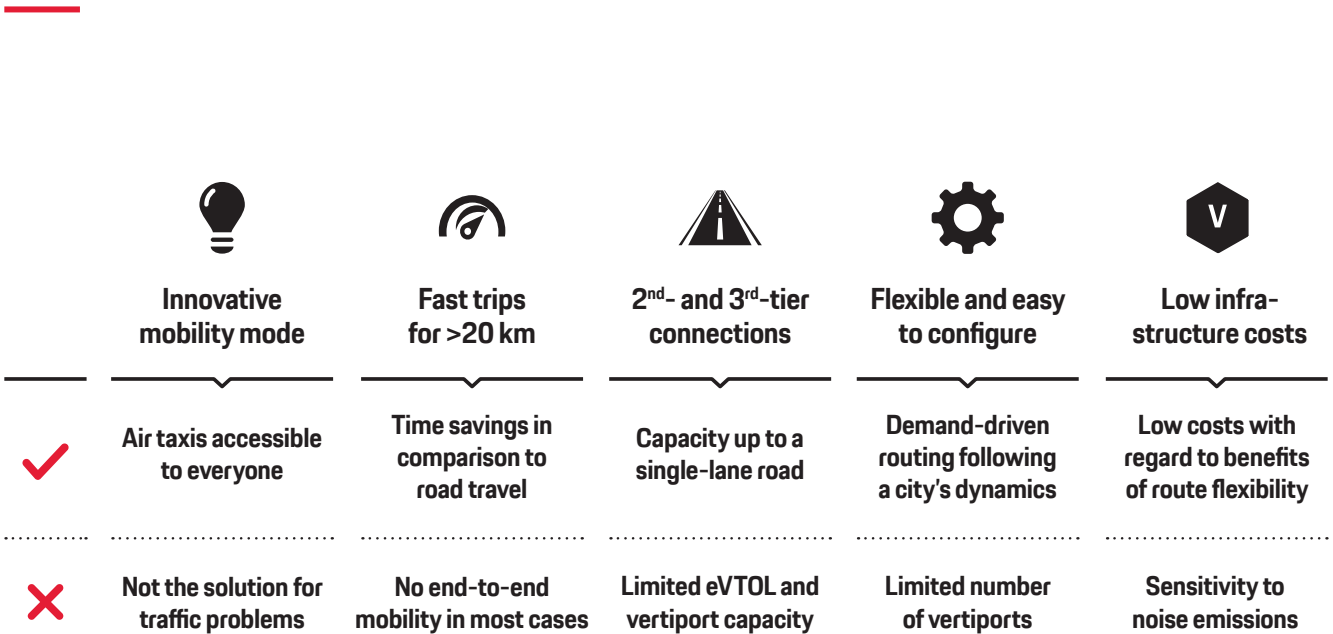 V
Innovative
mobility mode
Fast trips
for >20 km
2nd- and 3rd-tier
connections
Flexible and easy
to configure
Low infra-
structure costs
Air taxis accessible
to everyone
Time savings in
comparison to
road travel
Capacity up to a
single-lane road
Demand-driven
routing following
a city's dynamics
Low costs with
regard to benefits
of route flexibility
Not the solution for
traffic problems
No end-to-end
mobility in most cases
Limited eVTOL and
vertiport capacity
Limited number
of vertiports
Sensitivity to
noise emissions